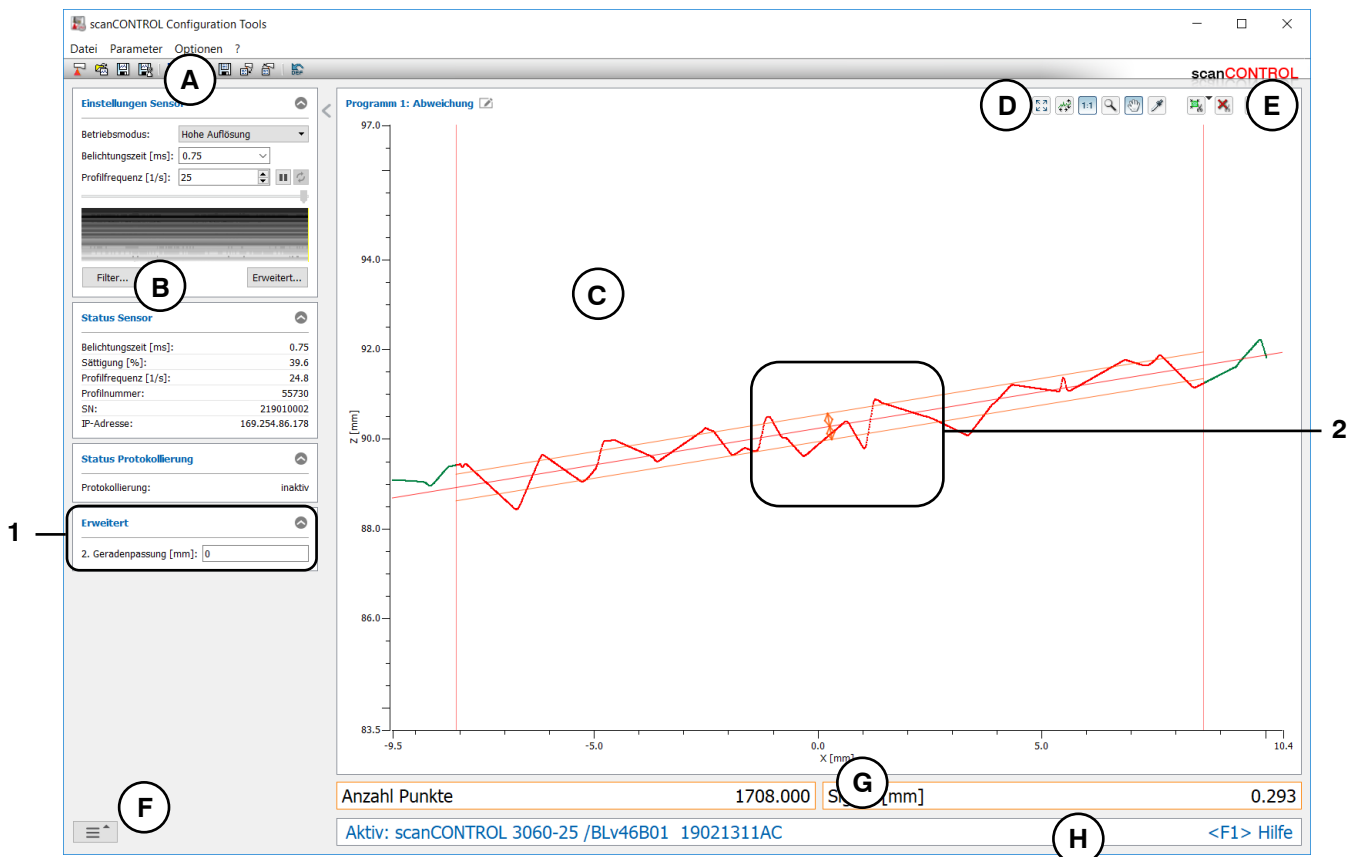 scanCONTROL Configuration Tools
Datei Parameter Optionen ?
A
scanCONTROL
Einstellungen Sensor
Betriebsmodus: Hohe Auflösung
Belichtungszeit [ms]: 0.75
Profilfrequenz [1/s]: 25
Filter... Erweitert...
B
Status Sensor
Belichtungszeit [ms]: 0.75
Sättigung [%]: 39.6
Profilfrequenz [1/s]: 24.8
Profilnummer: 55730
SN: 219010002
IP-Adresse: 169.254.86.178
Status Protokollierung
Protokollierung: inaktiv
1
Erweitert
2. Geradenpassung [mm]: 0
F
Programm 1: Abweichung
D
1:1
E
C
2
97.0
94.0
92.0
90.0
88.0
86.0
83.5
Z [mm]
-9.5 -5.0 0.0 5.0 10.4
X [mm]
G
Anzahl Punkte 1708.000
[mm] 0.293
Aktiv: scanCONTROL 3060-25 /BLv46B01 19021311AC
H
<F1> Hilfe